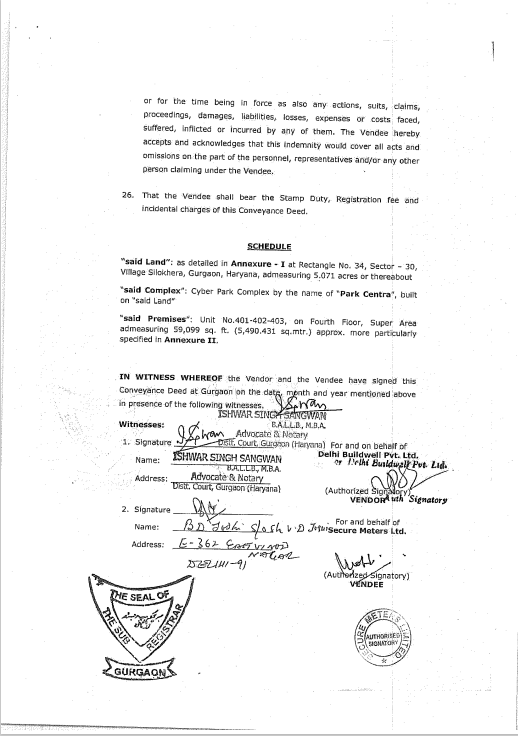 or for the time being in force as also any actions, suits, claims,
proceedings, damages, liabilities, losses, expenses or costs faced,
suffered, inflicted or incurred by any of them. The Vendee hereby
accepts and acknowledges that this indemnity would cover all acts and
omissions on the part of the personnel, representatives and/or any other
person claiming under the Vendee.
26. That the Vendee shall bear the Stamp Duty, Registration fee and
incidental charges of this Conveyance Deed.
SCHEDULE
"said Land": as detailed in Annexure - I at Rectangle No. 34, Sector – 30,
Village Silokhera, Gurgaon, Haryana, admeasuring 5.071 acres or thereabout
"said Complex": Cyber Park Complex by the name of "Park Centra", built
on "said Land"
"said Premises": Unit No.401-402-403, on Fourth Floor, Super Area
admeasuring 59,099 sq. ft. (5,490.431 sq.mtr.) approx. more particularly
specified in Annexure II.
IN WITNESS WHEREOF the Vendor and the Vendee have signed this
Conveyance Deed at Gurgaon on the date, month and year mentioned above
in presence of the following witnesses.
ISHWAR SINGH SANGWAN
B.A.L.L.B., M.B.A.
Witnesses:
Advocate & Notary
1. Signature
Distt. Court, Gurgaon (Haryana)
For and on behalf of
Delhi Buildwell Pvt. Ltd.
Name: ISHWAR SINGH SANGWAN
B.A.L.L.B., M.B.A.
Delhi Buildwell Pvt. Ltd.
Address: Advocate & Notary
Distt. Court, Gurgaon (Haryana)
(Authorized Signatory)
VENDOR
Auth Signatory
2. Signature
For and on behalf of
Name: B D Joshi S/o Sh V.D Joshi
Secure Meters Ltd.
Address: E-362 EAST VINOD
NAGAR
DELHI-91
(Authorized Signatory)
VENDEE
THE SEAL OF
THE SUB
REGISTRAR
GURGAON
SECURE METERS LIMITED
AUTHORISED
SIGNATORY